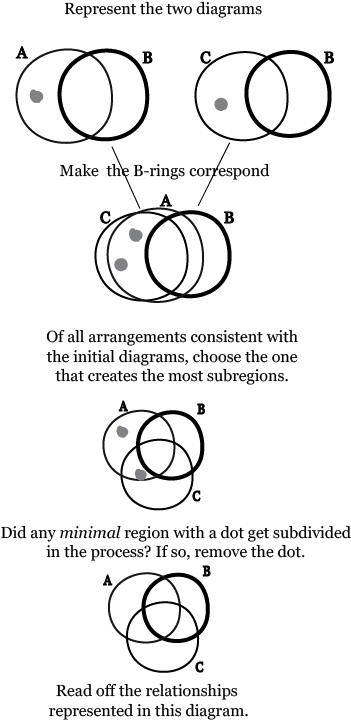 Represent the two diagrams
A B C B
Make the B-rings correspond
A
C B
Of all arrangements consistent with
the initial diagrams, choose the one
that creates the most subregions.
A B
C
Did any minimal region with a dot get subdivided
in the process? If so, remove the dot.
A B
C
Read off the relationships
represented in this diagram.